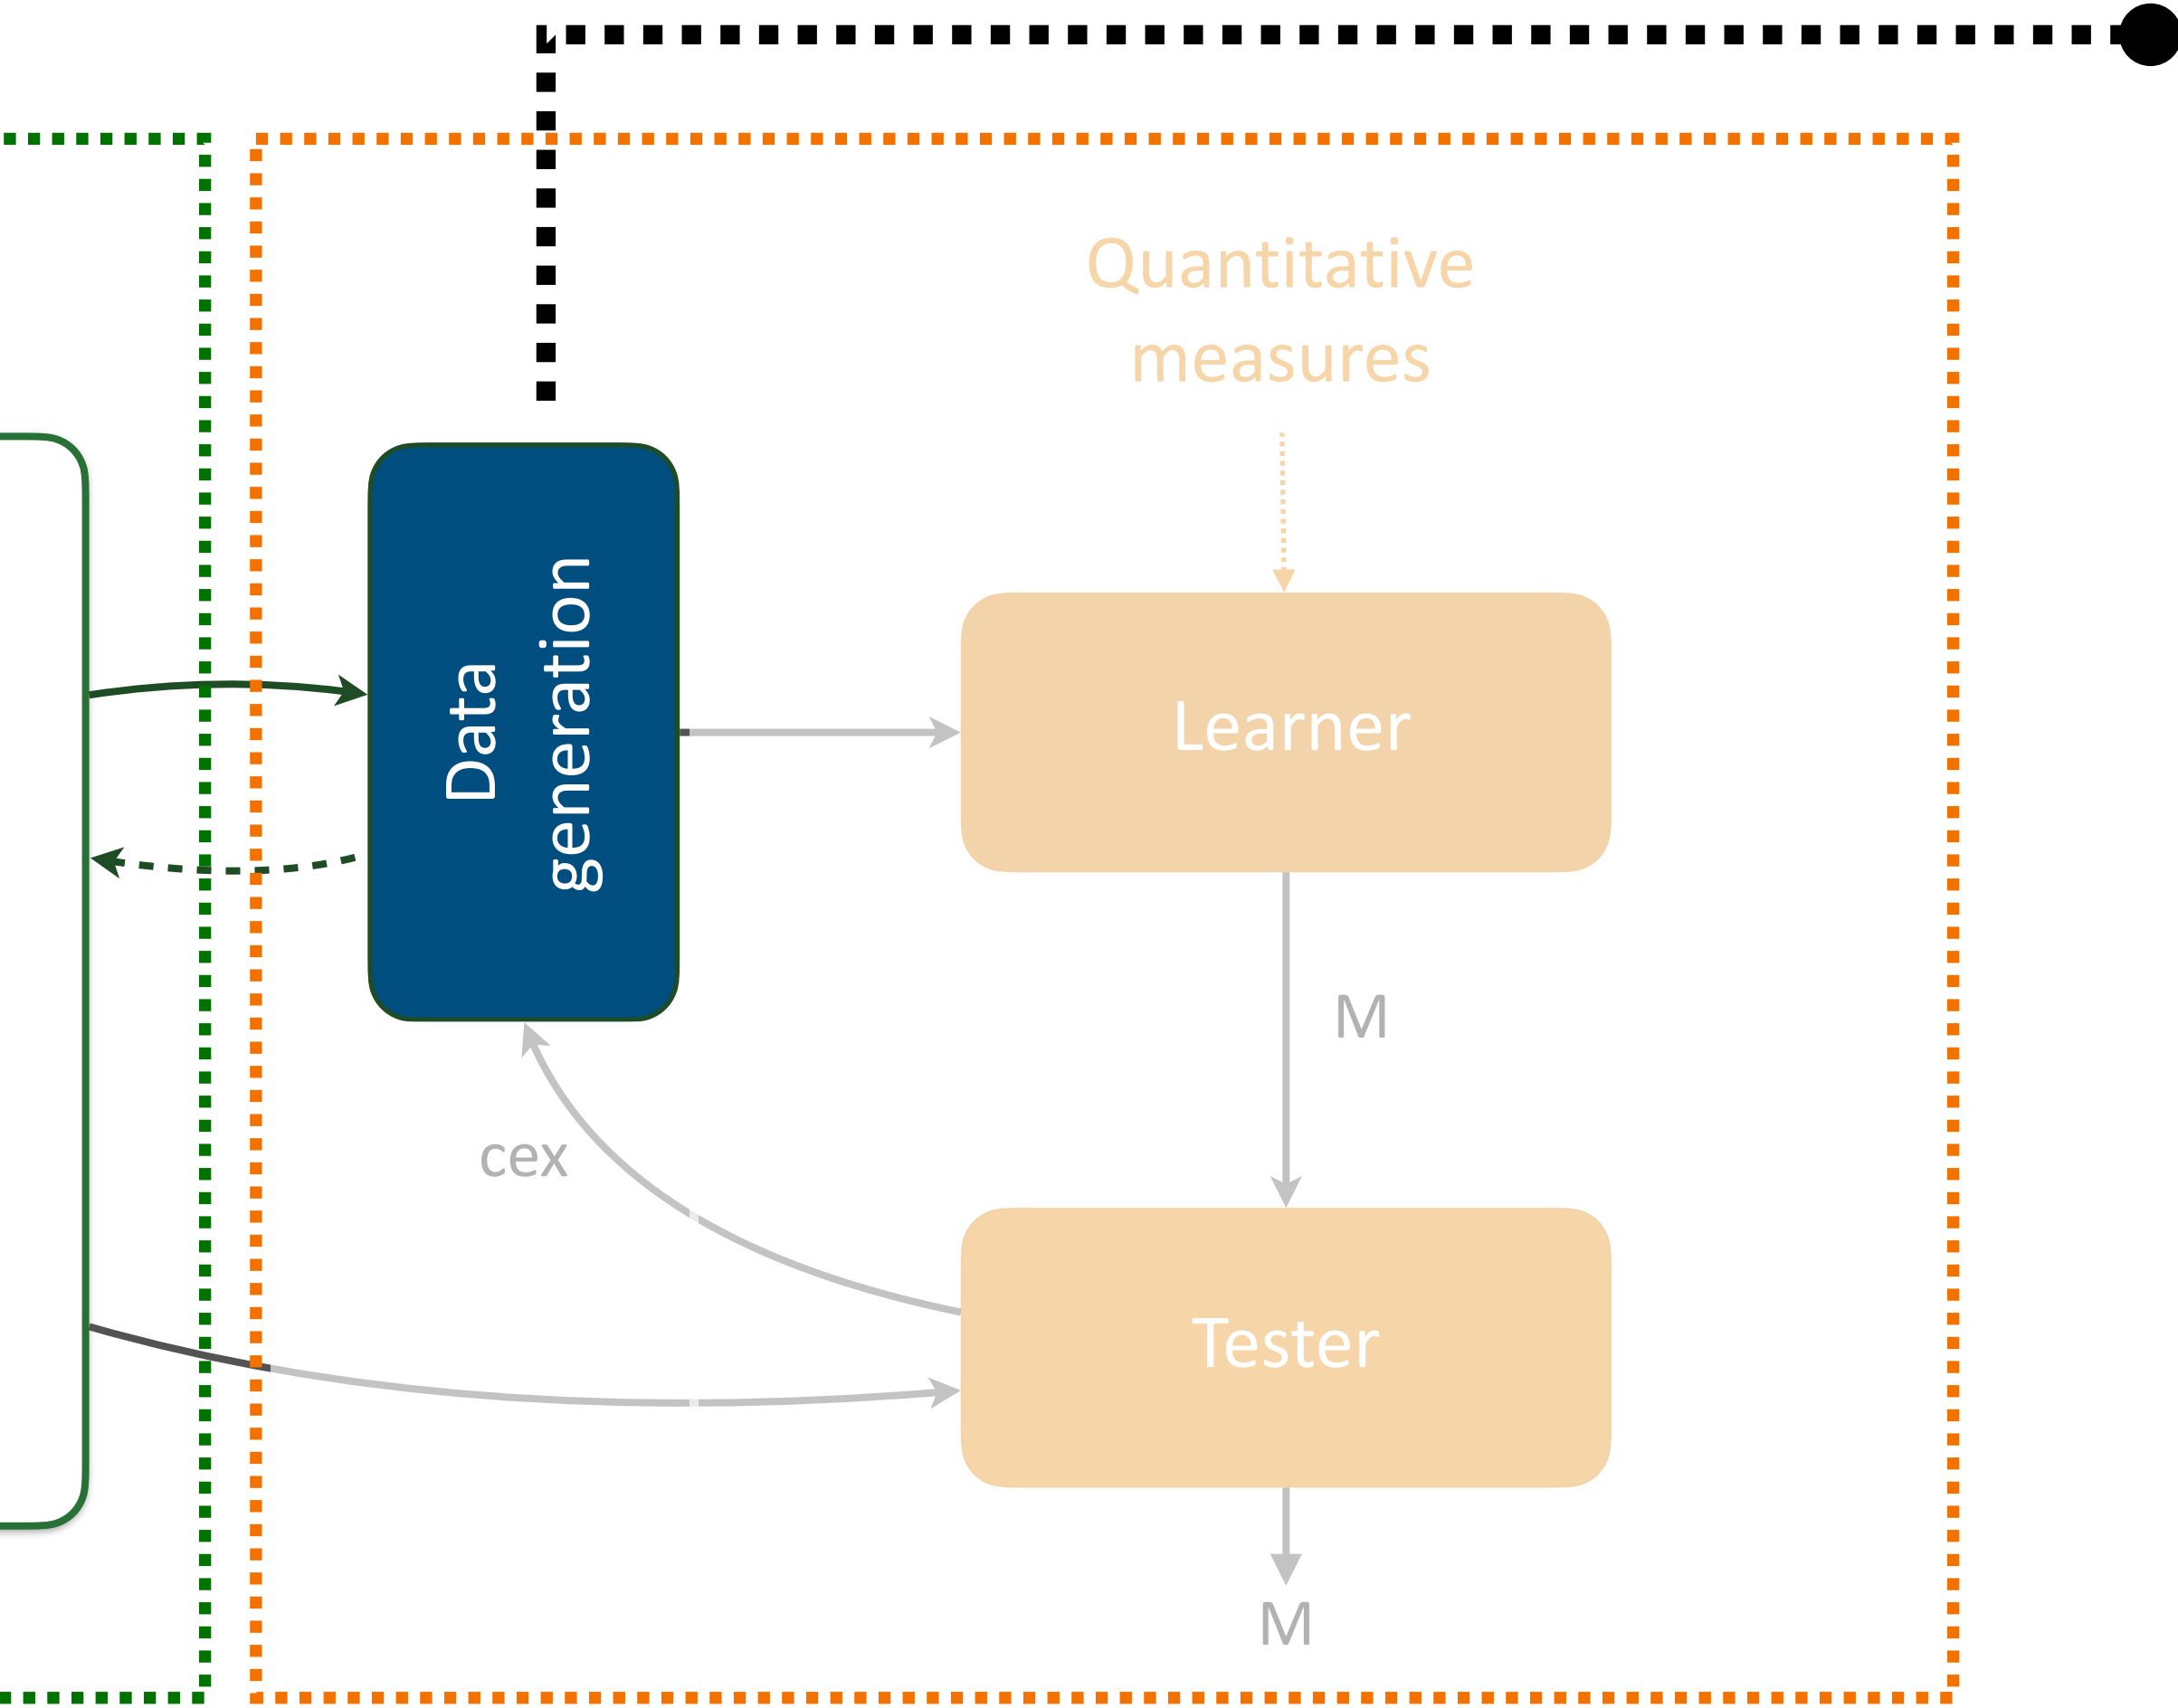 Quantitative
measures
Data
generation
Learner
M
cex
Tester
M